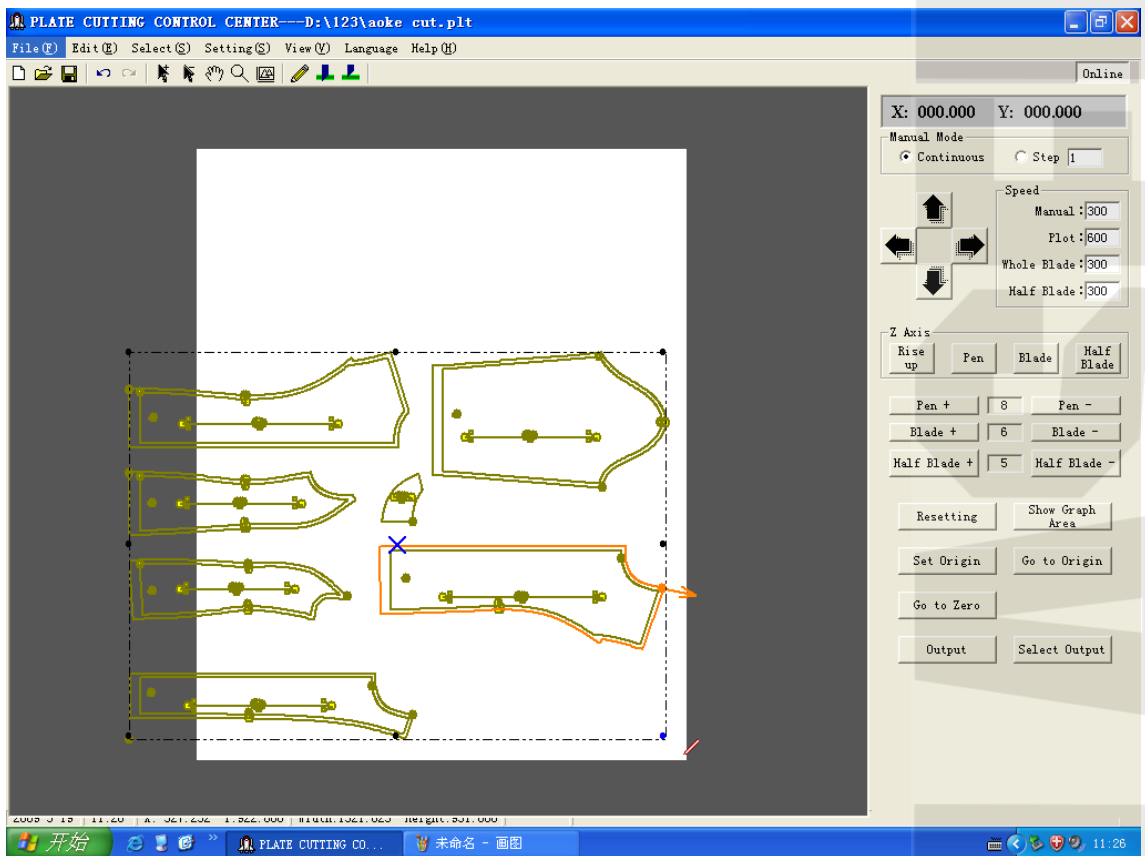 PLATE CUTTING CONTROL CENTER---D:\123\aoke cut.plt
File(F) Edit(E) Select(S) Setting(S) View(V) Language Help(H)
Online
X: 000.000 Y: 000.000
Manual Mode
Continuous Step 1
Speed
Manual:300
Plot:600
Whole Blade:300
Half Blade:300
Z Axis
Rise up Pen Blade Half Blade
Pen + 8 Pen -
Blade + 6 Blade -
Half Blade + 5 Half Blade -
Resetting Show Graph Area
Set Origin Go to Origin
Go to Zero
Output Select Output
开始 PLATE CUTTING CO... 未命名 - 画图 11:26